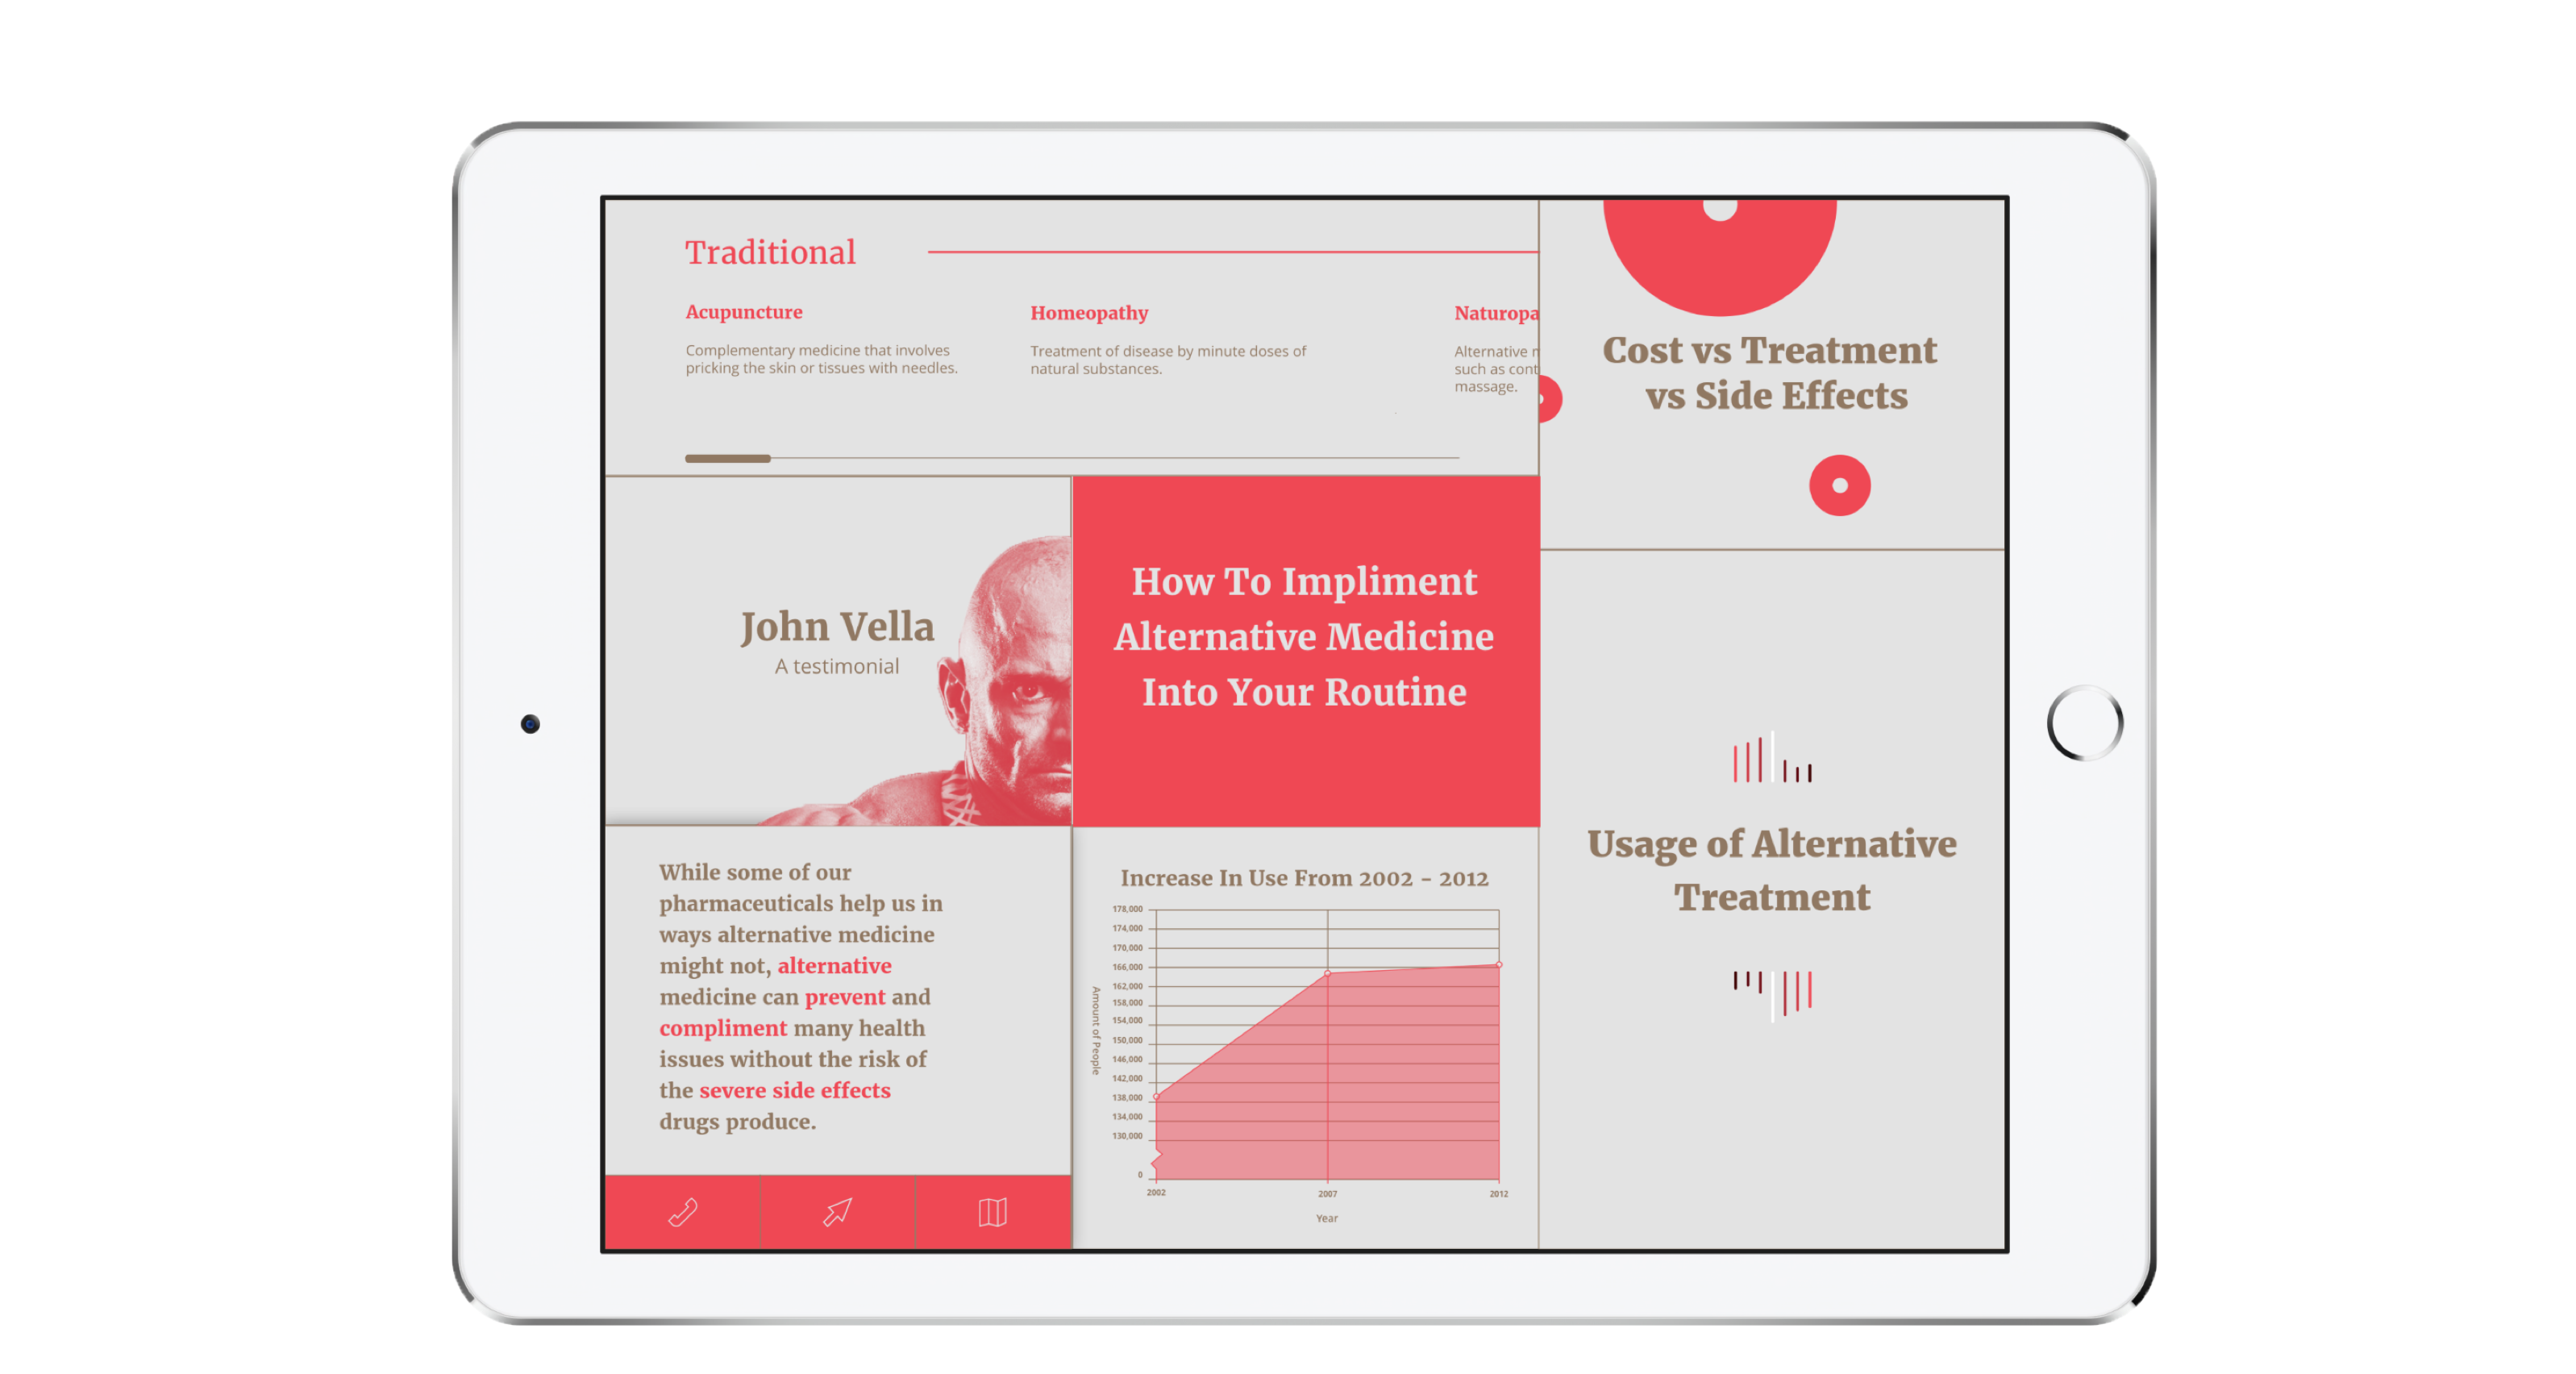 Traditional
Acupuncture
Complementary medicine that involves
pricking the skin or tissues with needles.
Homeopathy
Treatment of disease by minute doses of
natural substances.
Naturopa
Alternative
such as cont
massage.
Cost vs Treatment
vs Side Effects
John Vella
A testimonial
How To Impliment
Alternative Medicine
Into Your Routine
While some of our
pharmaceuticals help us in
ways alternative medicine
might not, alternative
medicine can prevent and
compliment many health
issues without the risk of
the severe side effects
drugs produce.
Increase In Use From 2002 - 2012
178,000
174,000
170,000
166,000
162,000
158,000
154,000
150,000
146,000
142,000
138,000
134,000
130,000
0
Amount of People
2002
2007
2012
Year
Usage of Alternative
Treatment